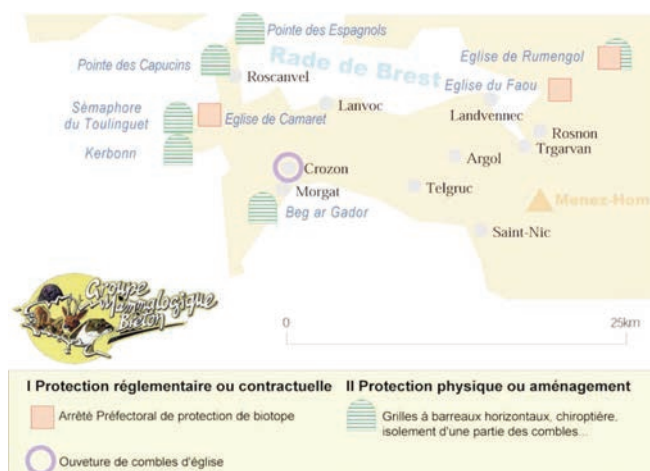 Pointe des Espagnols
Rade de Brest
Eglise de Rumengol
Pointe des Capucins
Roscanvel
Eglise du Faou
Sèmaphore
du Toulinguet
Eglise de Camaret
Lanvoc
Landvennec
Rosnon
Trgarvan
Kerbonn
Argol
Crozon
Morgat
Telgruc
Menez-Hom
Beg ar Gador
Saint-Nic
Groupe
Mammalogique
Breton
0
25km
I Protection réglementaire ou contractuelle
II Protection physique ou aménagement
Arrêté Préfectoral de protection de biotope
Grilles à barreaux horizontaux, chiroptière,
isolement d'une partie des combles...
Ouveture de combles d'église